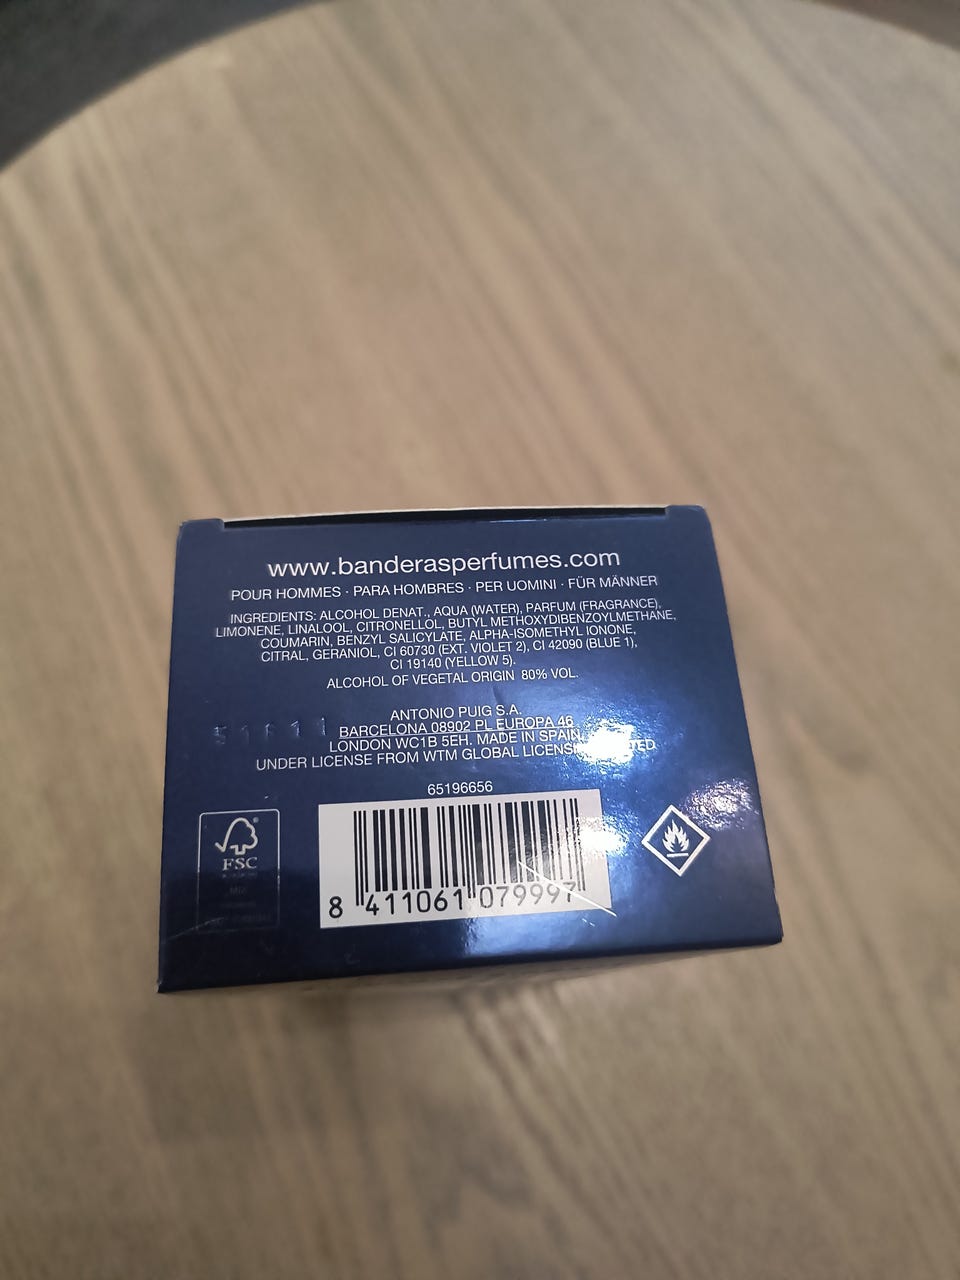 www.banderasperfumes.com
POUR HOMMES · PARA HOMBRES · PER UOMINI · FÜR MÄNNER
INGREDIENTS: ALCOHOL DENAT., AQUA (WATER), PARFUM (FRAGRANCE),
LIMONENE, LINALOOL, CITRONELLOL, BUTYL METHOXYDIBENZOYLMETHANE,
COUMARIN, BENZYL SALICYLATE, ALPHA-ISOMETHYL IONONE,
CITRAL, GERANIOL, CI 60730 (EXT. VIOLET 2), CI 42090 (BLUE 1),
CI 19140 (YELLOW 5).
ALCOHOL OF VEGETAL ORIGIN 80% VOL.
ANTONIO PUIG S.A.
BARCELONA 08902 PL EUROPA 46
LONDON WC1B 5EH. MADE IN SPAIN
UNDER LICENSE FROM WTM GLOBAL
65196656
FSC
8 411061 079997